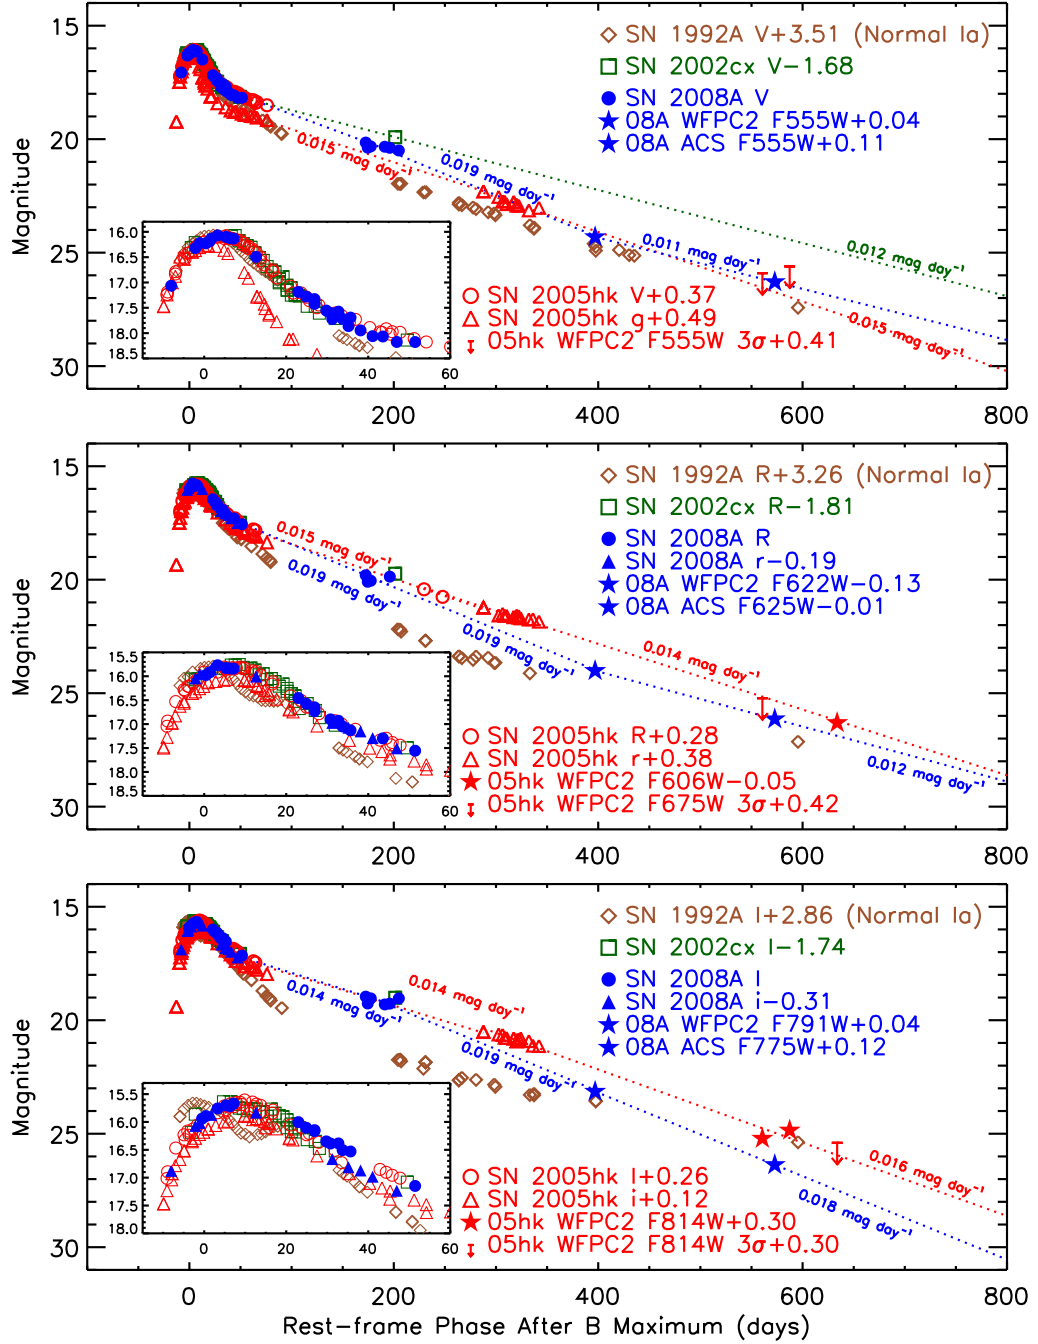 SN 1992A V+3.51 (Normal Ia)
SN 2002cx V−1.68
SN 2008A V
08A WFPC2 F555W+0.04
08A ACS F555W+0.11
15
20
25
30
Magnitude
0.015 mag day⁻¹
0.019 mag day⁻¹
0.011 mag day⁻¹
0.012 mag day⁻¹
0.015 mag day⁻¹
SN 2005hk V+0.37
SN 2005hk g+0.49
05hk WFPC2 F555W 3σ+0.41
16.0
16.5
17.0
17.5
18.0
18.5
0 20 40 60
0 200 400 600 800
SN 1992A R+3.26 (Normal Ia)
SN 2002cx R−1.81
SN 2008A R
SN 2008A r−0.19
08A WFPC2 F622W−0.13
08A ACS F625W−0.01
15
20
25
30
Magnitude
0.015 mag day⁻¹
0.019 mag day⁻¹
0.019 mag day⁻¹
0.014 mag day⁻¹
0.012 mag day⁻¹
SN 2005hk R+0.28
SN 2005hk r+0.38
05hk WFPC2 F606W−0.05
05hk WFPC2 F675W 3σ+0.42
15.5
16.0
16.5
17.0
17.5
18.0
18.5
0 20 40 60
0 200 400 600 800
SN 1992A I+2.86 (Normal Ia)
SN 2002cx I−1.74
SN 2008A I
SN 2008A i−0.31
08A WFPC2 F791W+0.04
08A ACS F775W+0.12
15
20
25
30
Magnitude
0.014 mag day⁻¹
0.014 mag day⁻¹
0.019 mag day⁻¹
0.016 mag day⁻¹
0.018 mag day⁻¹
SN 2005hk I+0.26
SN 2005hk i+0.12
05hk WFPC2 F814W+0.30
05hk WFPC2 F814W 3σ+0.30
15.5
16.0
16.5
17.0
17.5
18.0
0 20 40 60
0 200 400 600 800
Rest−frame Phase After B Maximum (days)